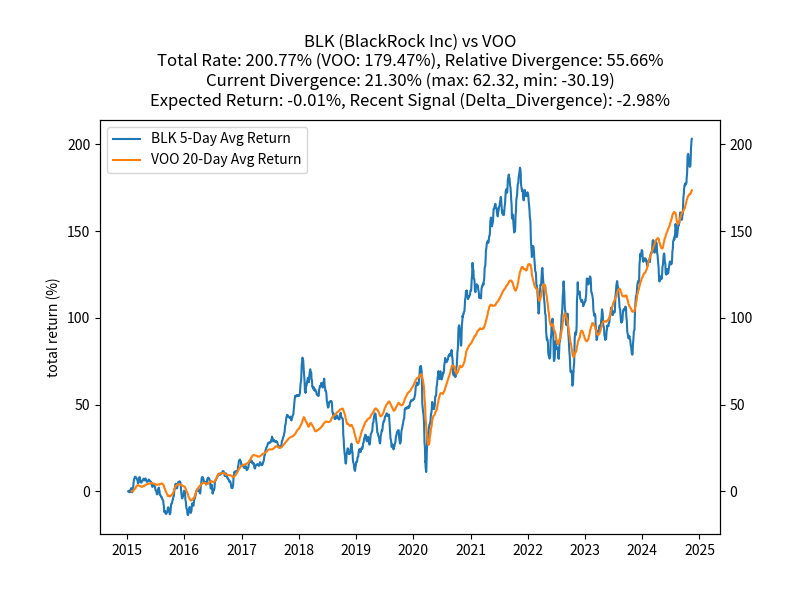 BLK (BlackRock Inc) vs VOO
Total Rate: 200.77% (VOO: 179.47%), Relative Divergence: 55.66%
Current Divergence: 21.30% (max: 62.32, min: -30.19)
Expected Return: -0.01%, Recent Signal (Delta_Divergence): -2.98%
BLK 5-Day Avg Return
VOO 20-Day Avg Return
total return (%)
200
150
100
50
0
200
150
100
50
0
2015 2016 2017 2018 2019 2020 2021 2022 2023 2024 2025